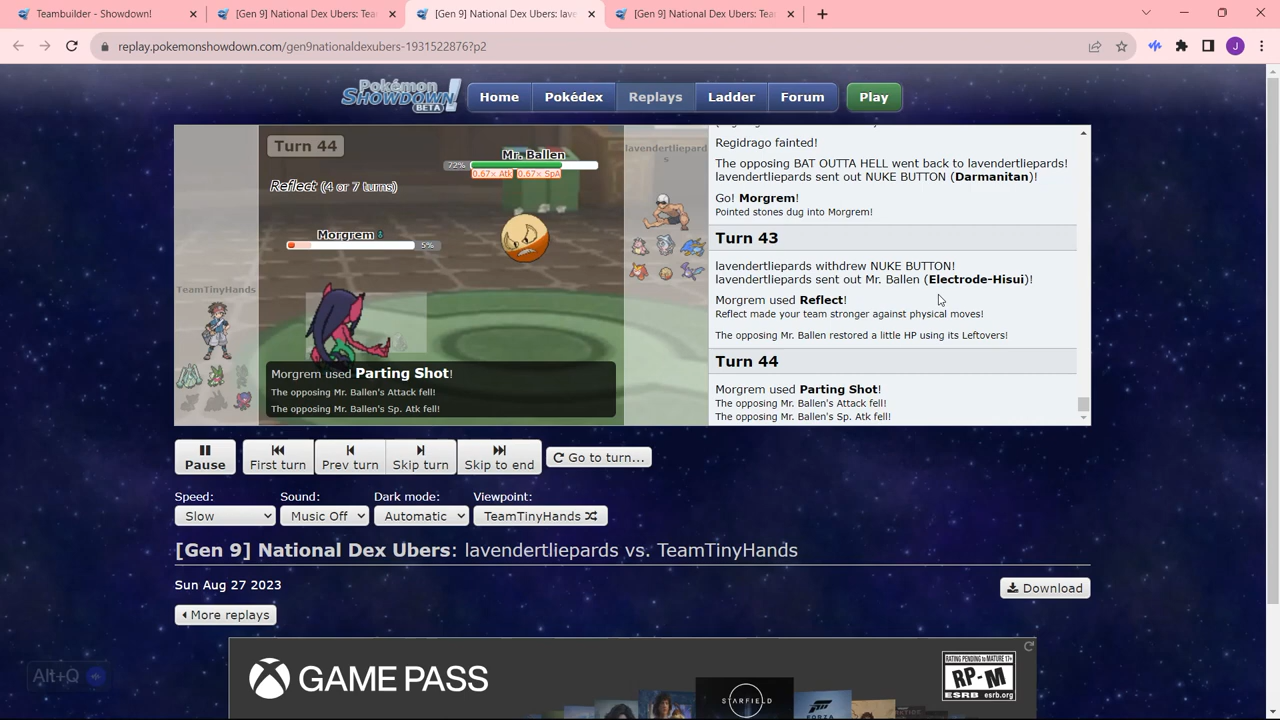 Teambuilder - Showdown!
[Gen 9] National Dex Ubers: Tea
[Gen 9] National Dex Ubers: lave
[Gen 9] National Dex Ubers: Tea
replay.pokemonshowdown.com/gen9nationaldexubers-1931522876?p2
J
Pokémon
SHOWDOWN!
BETA
Home
Pokédex
Replays
Ladder
Forum
Play
Turn 44
Reflect (4 or 7 turns)
Mr. Ballen
72%
0.67× Atk 0.67× SpA
Morgrem
5%
TeamTinyHands
lavendertliepard
s
Morgrem used Parting Shot!
The opposing Mr. Ballen's Attack fell!
The opposing Mr. Ballen's Sp. Atk fell!
Regidrago fainted!
The opposing BAT OUTTA HELL went back to lavendertliepards!
lavendertliepards sent out NUKE BUTTON (Darmanitan)!
Go! Morgrem!
Pointed stones dug into Morgrem!
Turn 43
lavendertliepards withdrew NUKE BUTTON!
lavendertliepards sent out Mr. Ballen (Electrode-Hisui)!
Morgrem used Reflect!
Reflect made your team stronger against physical moves!
The opposing Mr. Ballen restored a little HP using its Leftovers!
Turn 44
Morgrem used Parting Shot!
The opposing Mr. Ballen's Attack fell!
The opposing Mr. Ballen's Sp. Atk fell!
Pause
First turn
Prev turn
Skip turn
Skip to end
Go to turn...
Speed:
Sound:
Dark mode:
Viewpoint:
Slow
Music Off
Automatic
TeamTinyHands
[Gen 9] National Dex Ubers: lavendertliepards vs. TeamTinyHands
Sun Aug 27 2023
Download
More replays
Alt+Q
GAME PASS
STARFIELD
RATING PENDING to MATURE 17+
RP-M
ESRB esrb.org